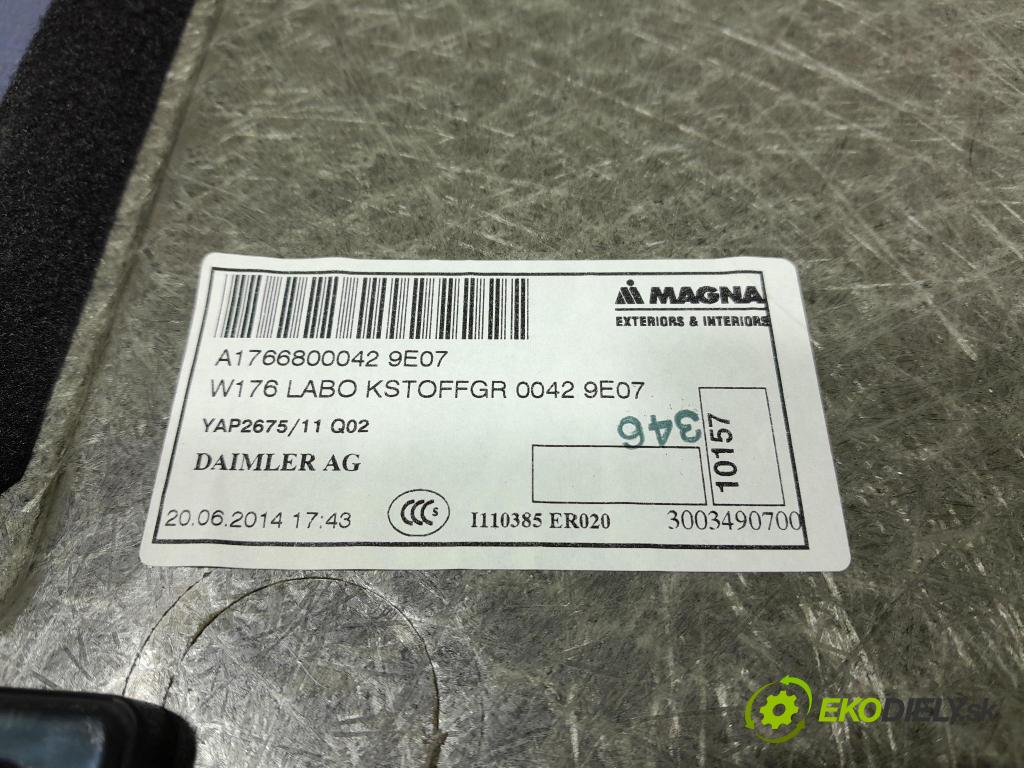 MAGNA
EXTERIORS & INTERIORS
A1766800042 9E07
W176 LABO KSTOFFGR 0042 9E07
YAP2675/11 Q02
346
10157
DAIMLER AG
20.06.2014 17:43
CCC S
I110385 ER020
3003490700
EKODIELY.sk